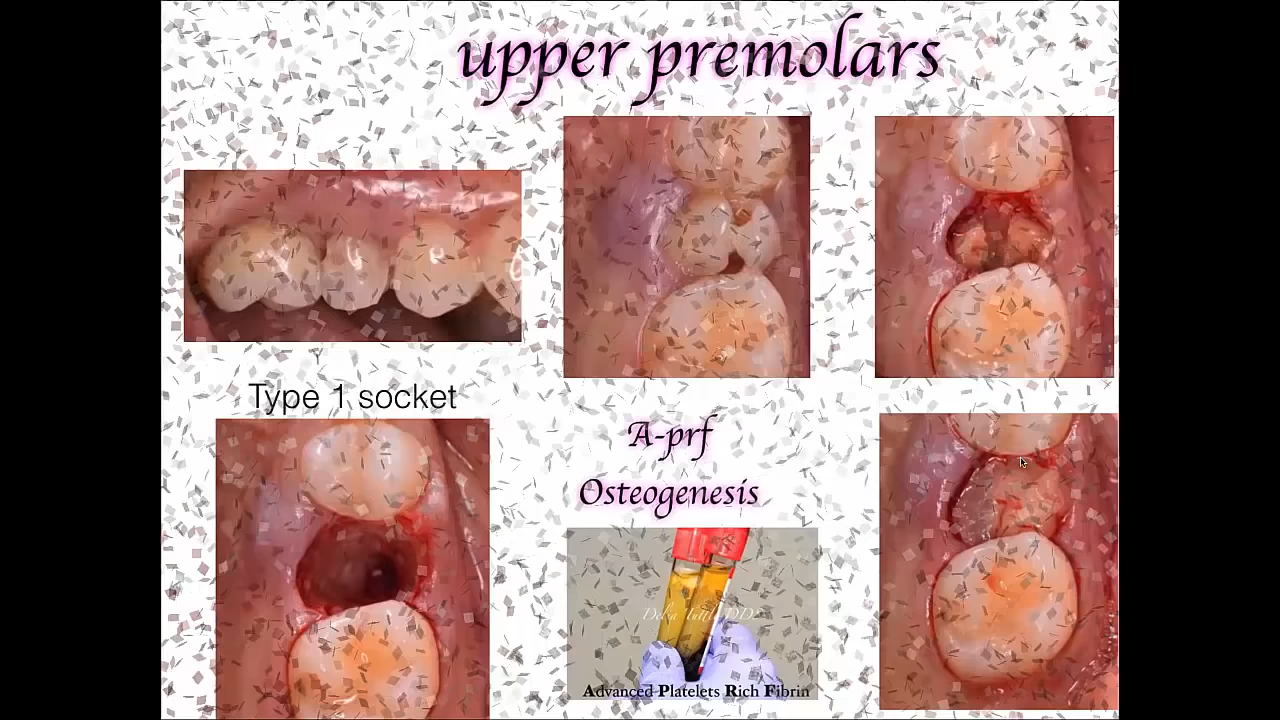 upper premolars
Type 1 socket
A-prf
Osteogenesis
Advanced Platelets Rich Fibrin